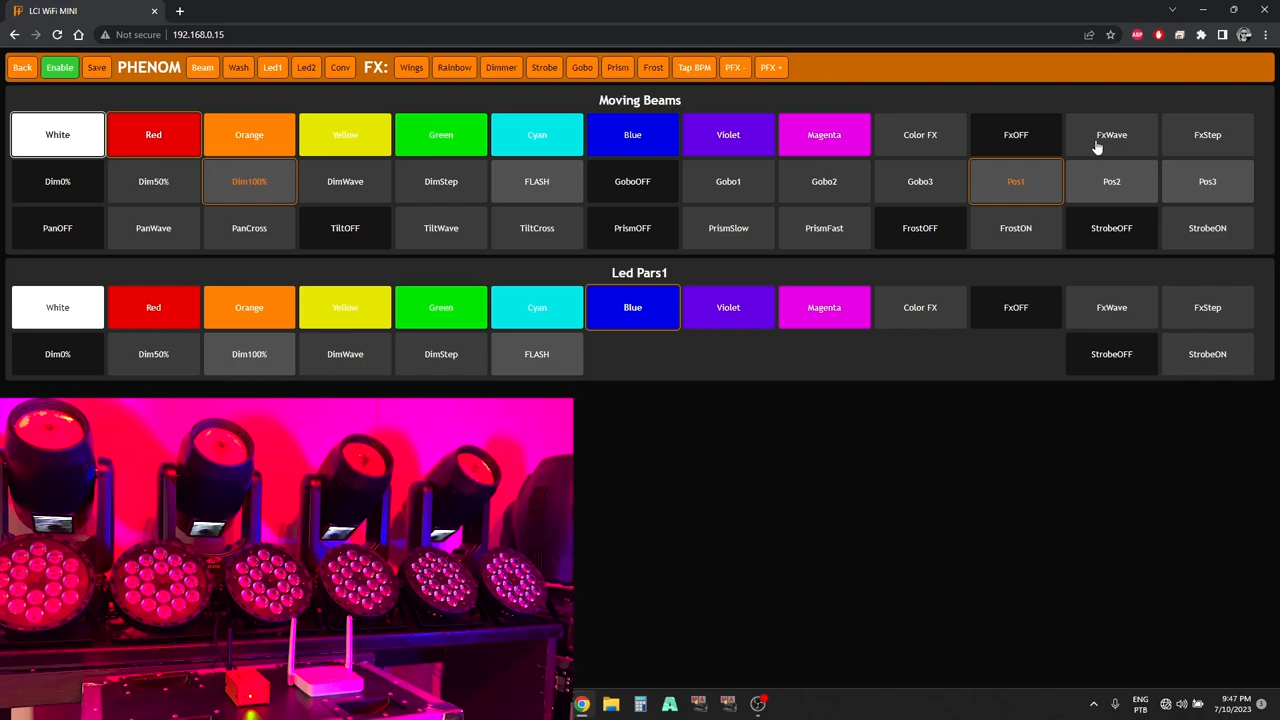 LCI WiFi MINI
Not secure 192.168.0.15
ABP
Back Enable Save PHENOM Beam Wash Led1 Led2 Conv FX: Wings Rainbow Dimmer Strobe Gobo Prism Frost Tap BPM PFX - PFX +
Moving Beams
White Red Orange Yellow Green Cyan Blue Violet Magenta Color FX FxOFF FxWave FxStep
Dim0% Dim50% Dim100% DimWave DimStep FLASH GoboOFF Gobo1 Gobo2 Gobo3 Pos1 Pos2 Pos3
PanOFF PanWave PanCross TiltOFF TiltWave TiltCross PrismOFF PrismSlow PrismFast FrostOFF FrostON StrobeOFF StrobeON
Led Pars1
White Red Orange Yellow Green Cyan Blue Violet Magenta Color FX FxOFF FxWave FxStep
Dim0% Dim50% Dim100% DimWave DimStep FLASH StrobeOFF StrobeON
ENG 9:47 PM
PTB 7/10/2023